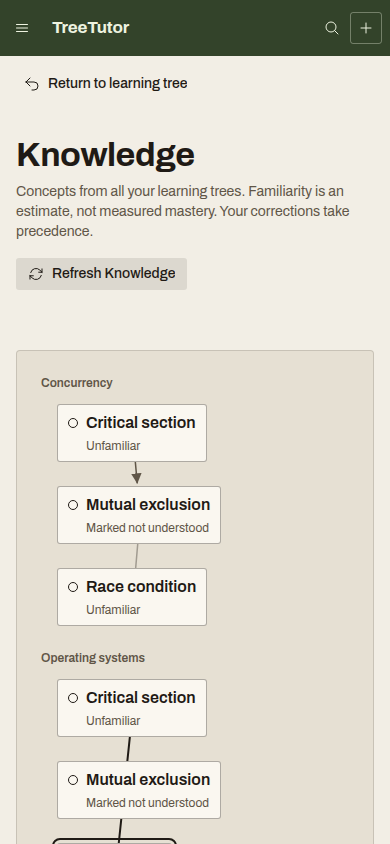 TreeTutor
Return to learning tree
Knowledge
Concepts from all your learning trees. Familiarity is an
estimate, not measured mastery. Your corrections take
precedence.
Refresh Knowledge
Concurrency
Critical section
Unfamiliar
Mutual exclusion
Marked not understood
Race condition
Unfamiliar
Operating systems
Critical section
Unfamiliar
Mutual exclusion
Marked not understood